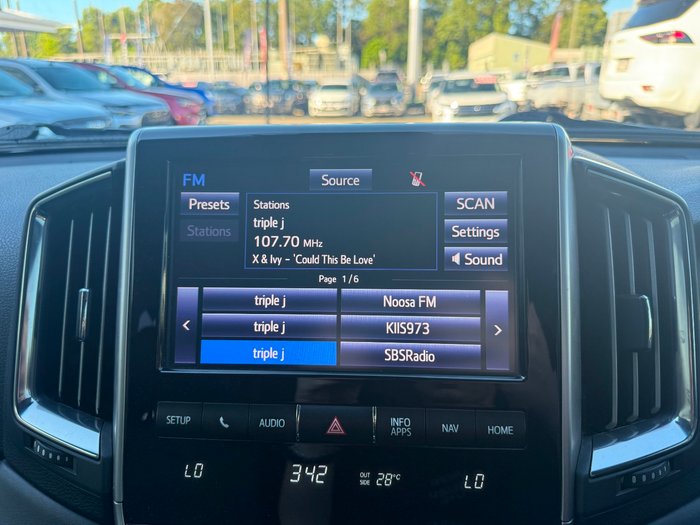 FM
Source
Presets
Stations
SCAN
Stations
triple j
107.70 MHz
X & Ivy - 'Could This Be Love'
Settings
Sound
Page 1/6
triple j
Noosa FM
triple j
KIIS973
triple j
SBSRadio
SETUP
AUDIO
INFO
APPS
NAV
HOME
LO
342
OUT
SIDE
28°C
LO